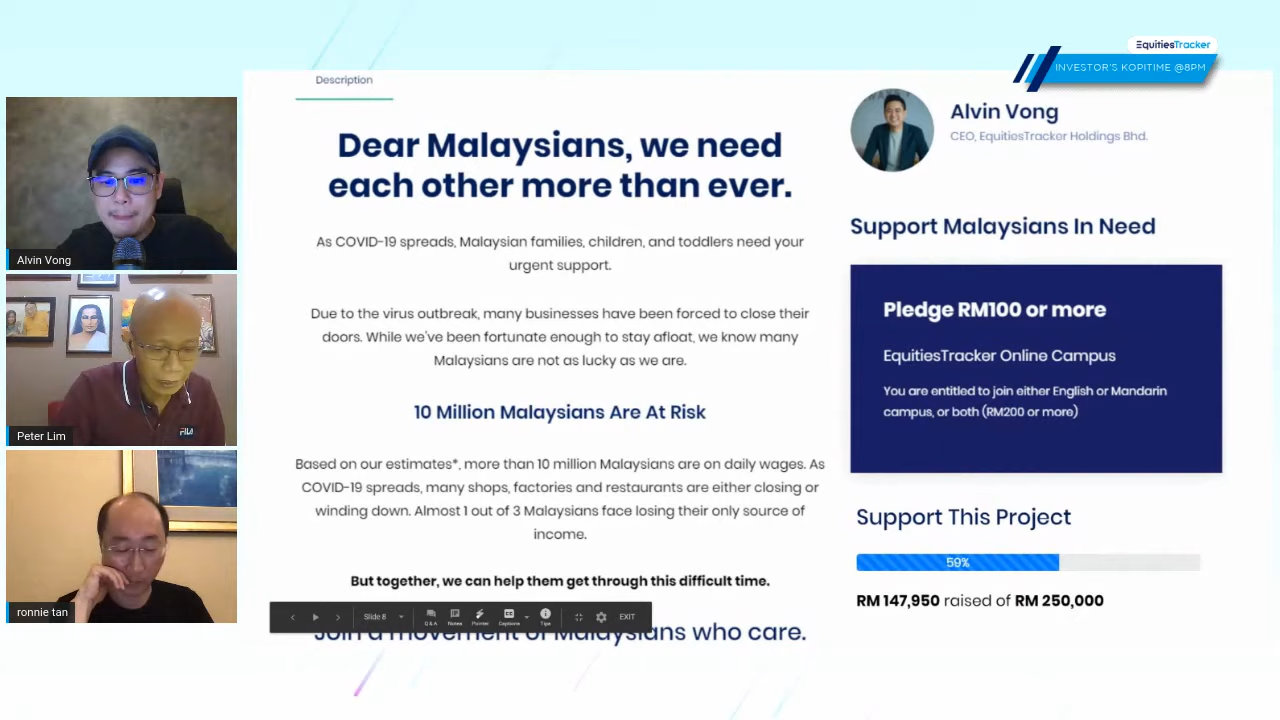 EquitiesTracker
INVESTOR'S KOPITIME @8PM
Description
Dear Malaysians, we need
each other more than ever.
As COVID-19 spreads, Malaysian families, children, and toddlers need your
urgent support.
Due to the virus outbreak, many businesses have been forced to close their
doors. While we've been fortunate enough to stay afloat, we know many
Malaysians are not as lucky as we are.
10 Million Malaysians Are At Risk
Based on our estimates*, more than 10 million Malaysians are on daily wages. As
COVID-19 spreads, many shops, factories and restaurants are either closing or
winding down. Almost 1 out of 3 Malaysians face losing their only source of
income.
But together, we can help them get through this difficult time.
Join a movement of Malaysians who care.
Slide 8
Q & A
Notes
Pointer
Captions
Tips
EXIT
Alvin Vong
CEO, EquitiesTracker Holdings Bhd.
Support Malaysians In Need
Pledge RM100 or more
EquitiesTracker Online Campus
You are entitled to join either English or Mandarin
campus, or both (RM200 or more)
Support This Project
59%
RM 147,950 raised of RM 250,000
Alvin Vong
FILA
Peter Lim
ronnie tan